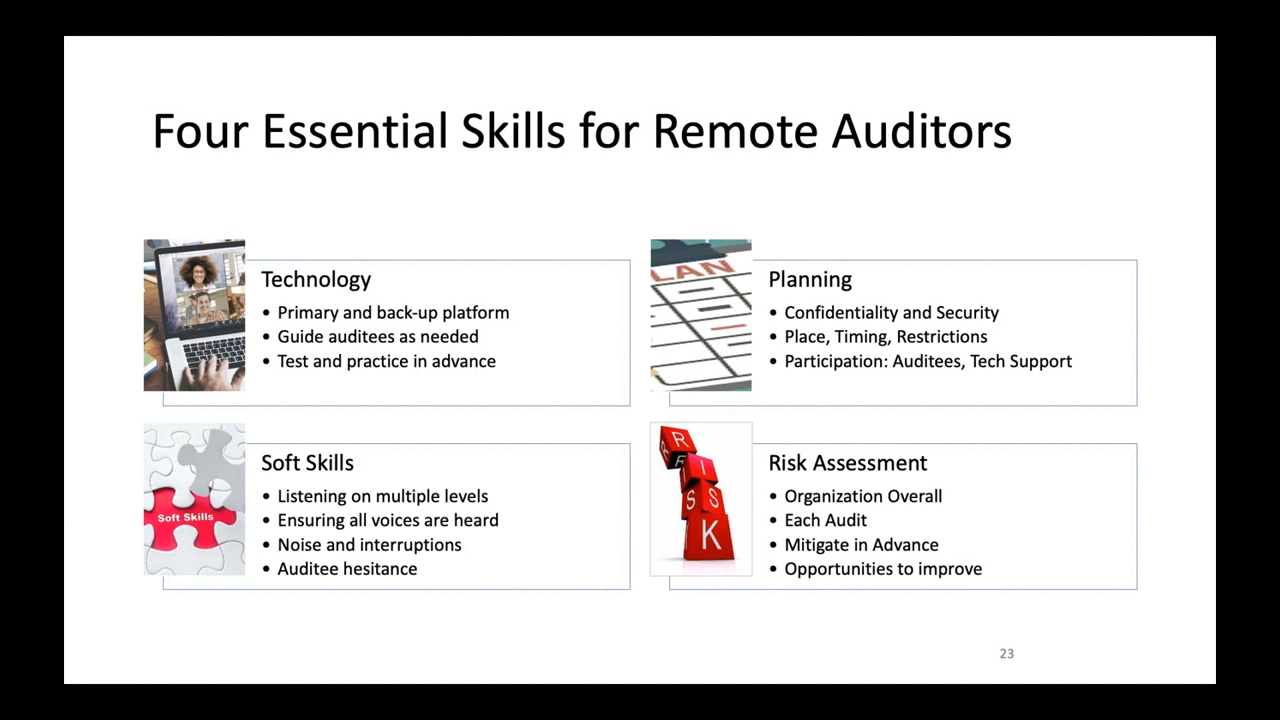 Four Essential Skills for Remote Auditors
Technology
• Primary and back-up platform
• Guide auditees as needed
• Test and practice in advance
LAN
Planning
• Confidentiality and Security
• Place, Timing, Restrictions
• Participation: Auditees, Tech Support
Soft Skills
Soft Skills
• Listening on multiple levels
• Ensuring all voices are heard
• Noise and interruptions
• Auditee hesitance
R
I
S S
K
Risk Assessment
• Organization Overall
• Each Audit
• Mitigate in Advance
• Opportunities to improve
23